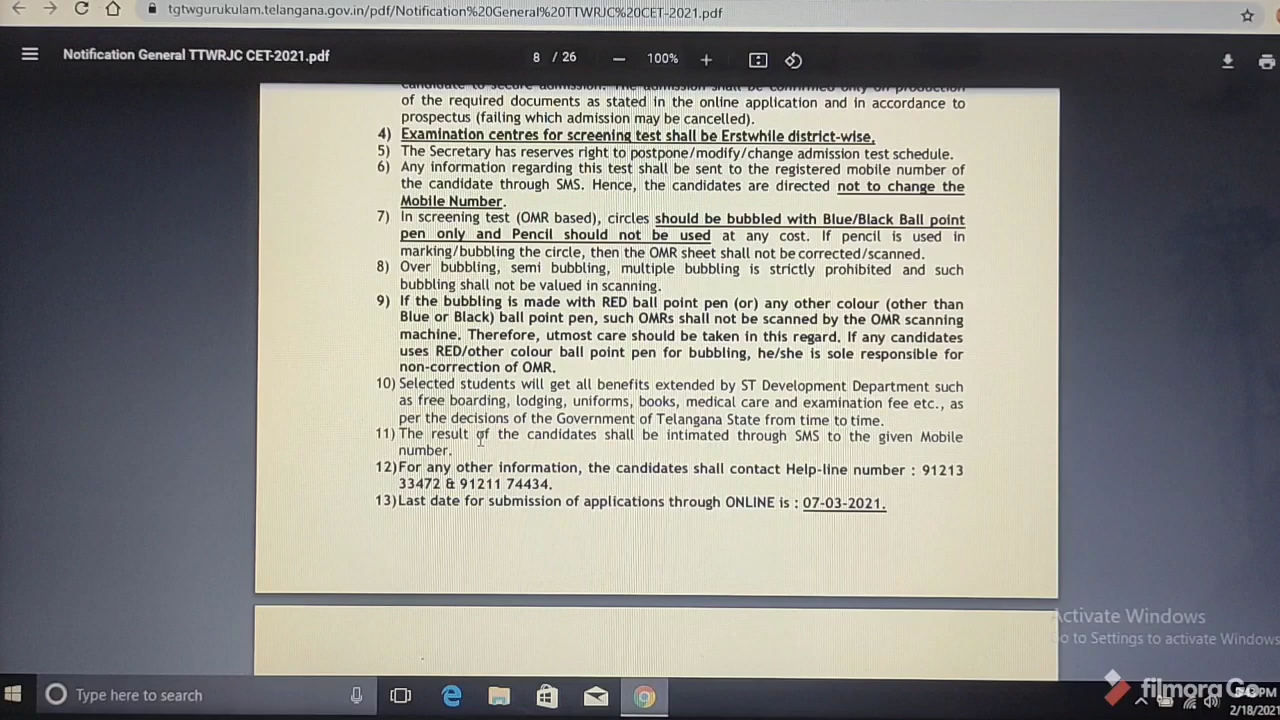 tgtwgurukulam.telangana.gov.in/pdf/Notification%20General%20TTWRJC%20CET-2021.pdf
Notification General TTWRJC CET-2021.pdf
8 / 26
100%
candidate to secure admission. The admission shall be confirmed only on production
of the required documents as stated in the online application and in accordance to
prospectus (failing which admission may be cancelled).
4) Examination centres for screening test shall be Erstwhile district-wise.
5) The Secretary has reserves right to postpone/modify/change admission test schedule.
6) Any information regarding this test shall be sent to the registered mobile number of
the candidate through SMS. Hence, the candidates are directed not to change the
Mobile Number.
7) In screening test (OMR based), circles should be bubbled with Blue/Black Ball point
pen only and Pencil should not be used at any cost. If pencil is used in
marking/bubbling the circle, then the OMR sheet shall not be corrected/scanned.
8) Over bubbling, semi bubbling, multiple bubbling is strictly prohibited and such
bubbling shall not be valued in scanning.
9) If the bubbling is made with RED ball point pen (or) any other colour (other than
Blue or Black) ball point pen, such OMRs shall not be scanned by the OMR scanning
machine. Therefore, utmost care should be taken in this regard. If any candidates
uses RED/other colour ball point pen for bubbling, he/she is sole responsible for
non-correction of OMR.
10) Selected students will get all benefits extended by ST Development Department such
as free boarding, lodging, uniforms, books, medical care and examination fee etc., as
per the decisions of the Government of Telangana State from time to time.
11) The result of the candidates shall be intimated through SMS to the given Mobile
number.
12) For any other information, the candidates shall contact Help-line number : 91213
33472 & 91211 74434.
13) Last date for submission of applications through ONLINE is : 07-03-2021.
Activate Windows
Go to Settings to activate Windows
Type here to search
filmora Go
PM
2/18/2021